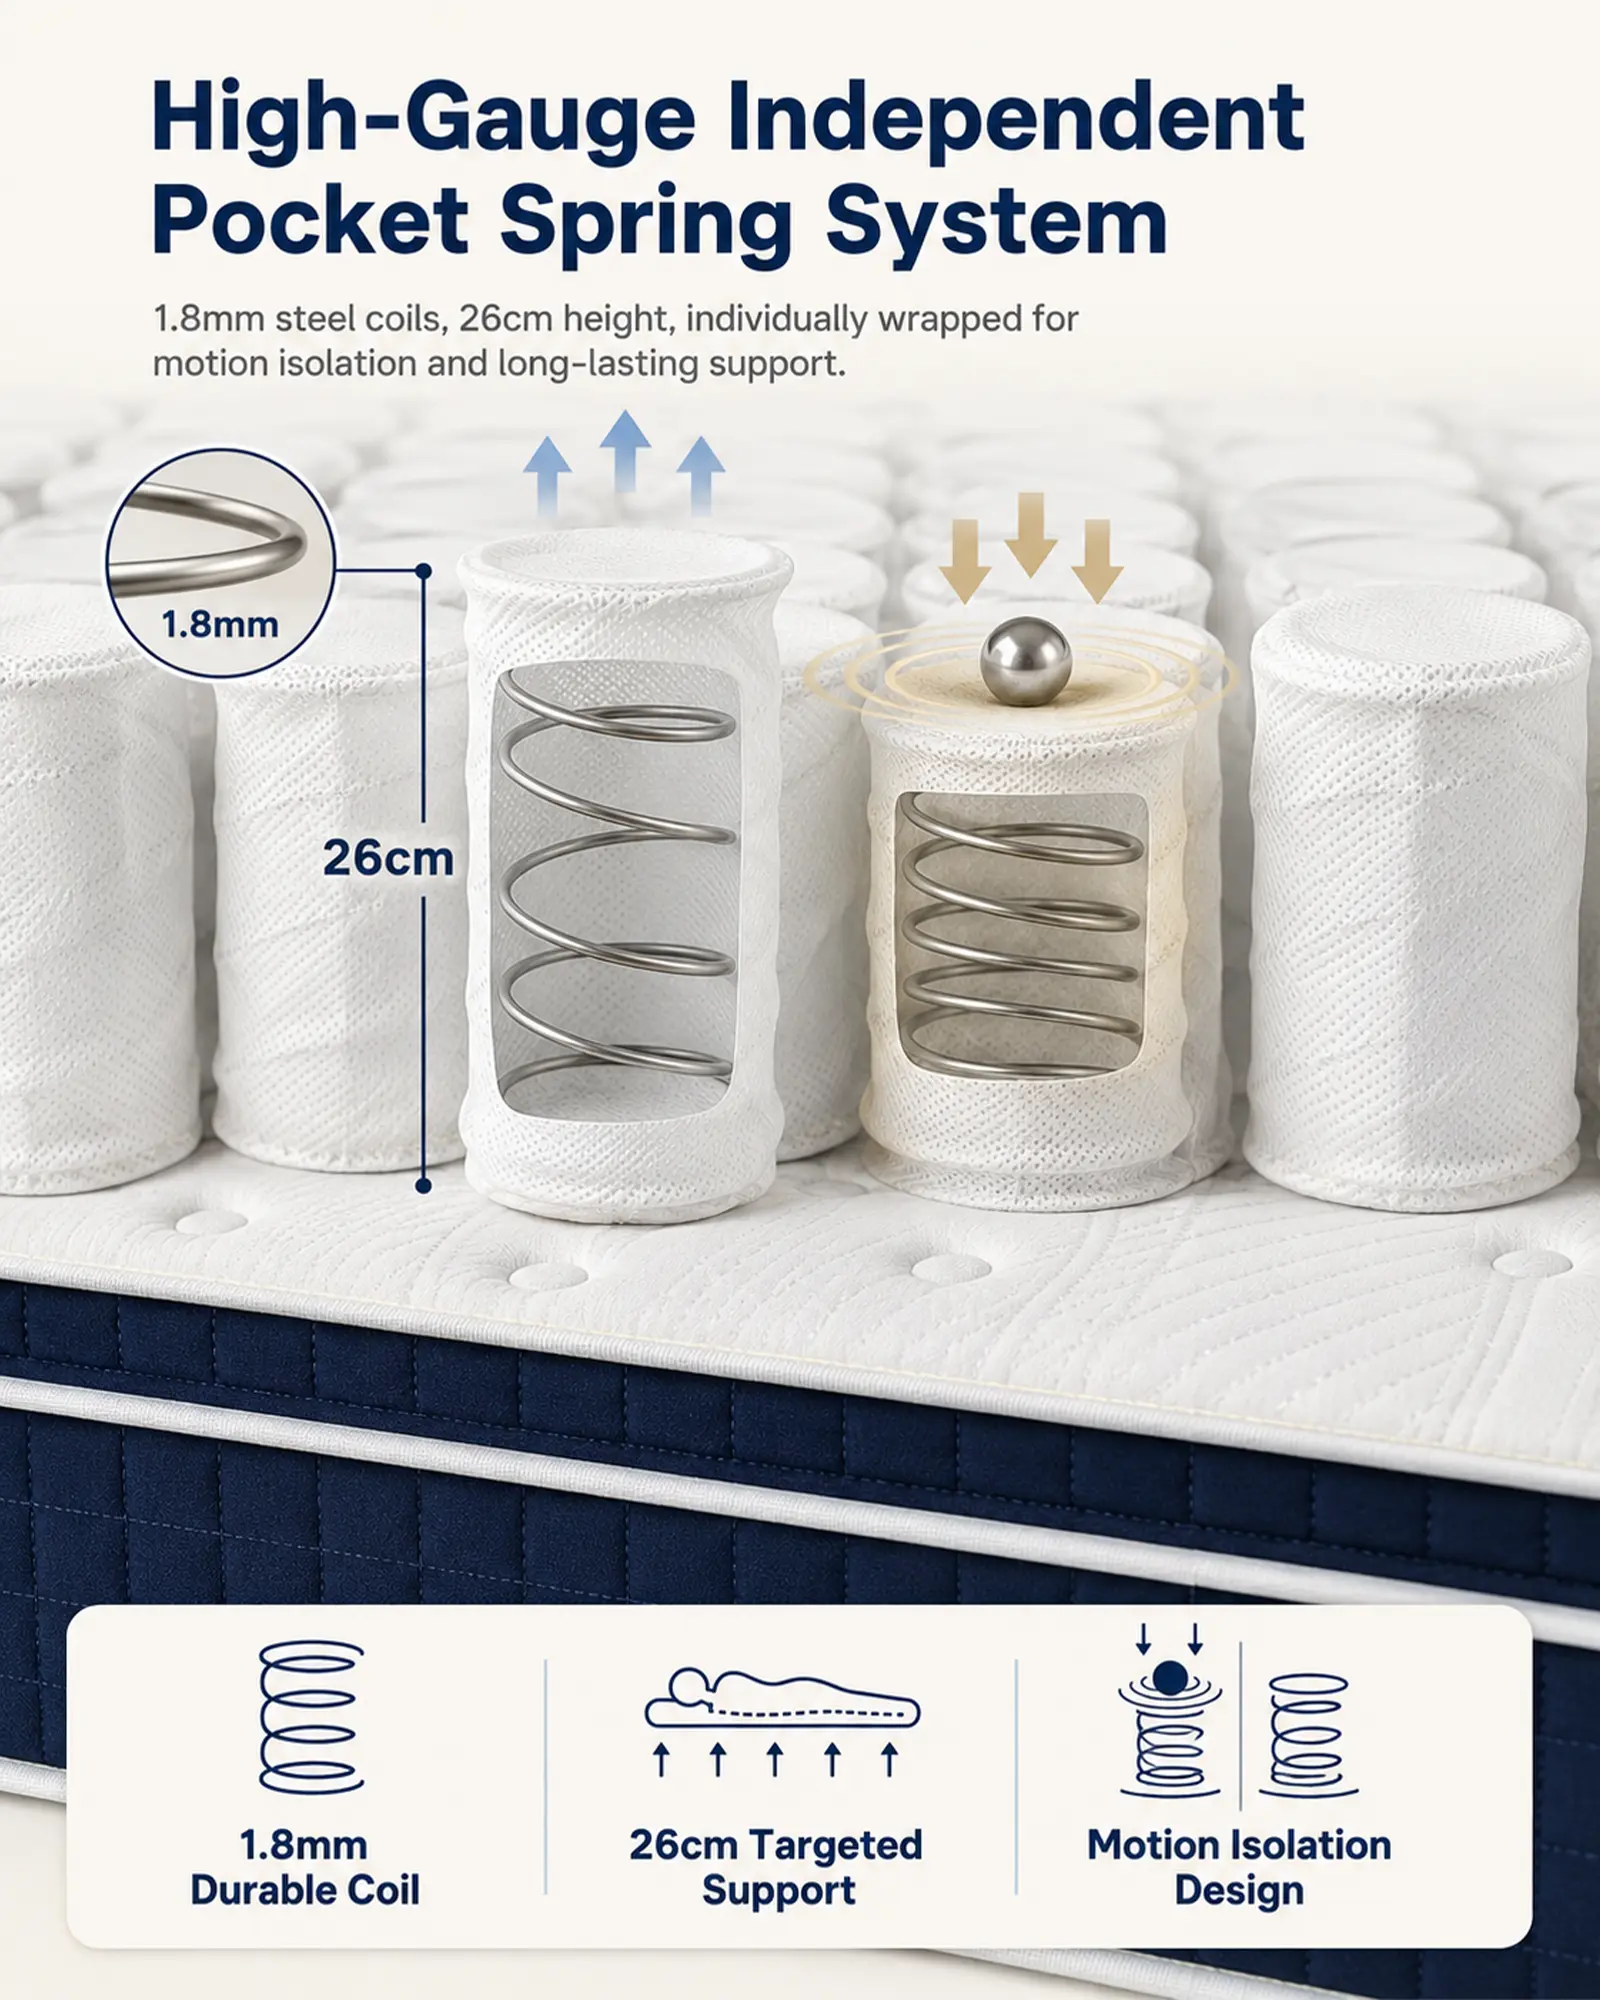 High-Gauge Independent
Pocket Spring System
1.8mm steel coils, 26cm height, individually wrapped for
motion isolation and long-lasting support.
1.8mm
26cm
1.8mm
Durable Coil
26cm Targeted
Support
Motion Isolation
Design